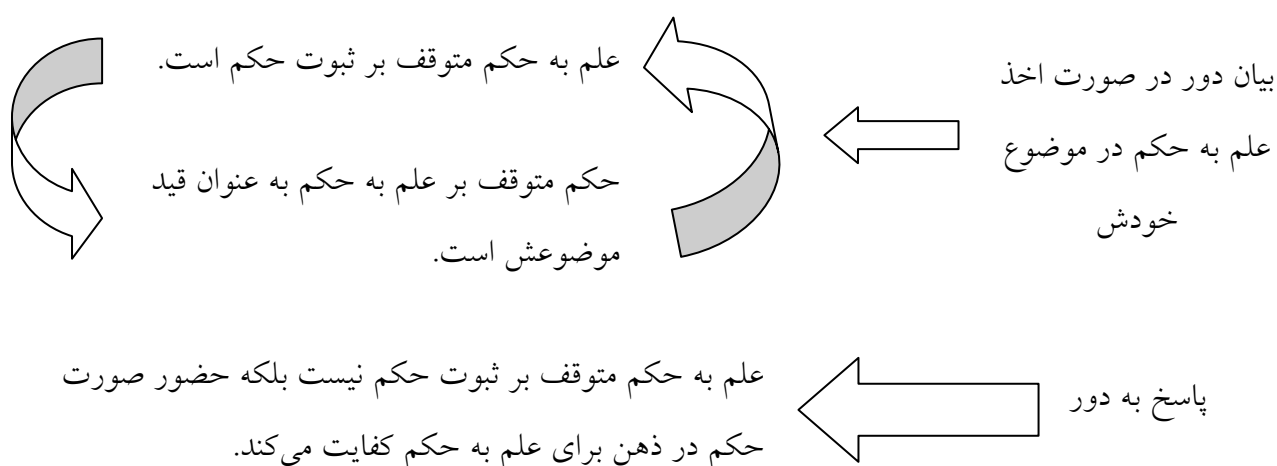 بیان دور در صورت اخذ
علم به حکم در موضوع
خودش
علم به حکم متوقف بر ثبوت حکم است.
حکم متوقف بر علم به حکم به عنوان قید
موضوعش است.
پاسخ به دور
علم به حکم متوقف بر ثبوت حکم نیست بلکه حضور صورت
حکم در ذهن برای علم به حکم کفایت می‌کند.